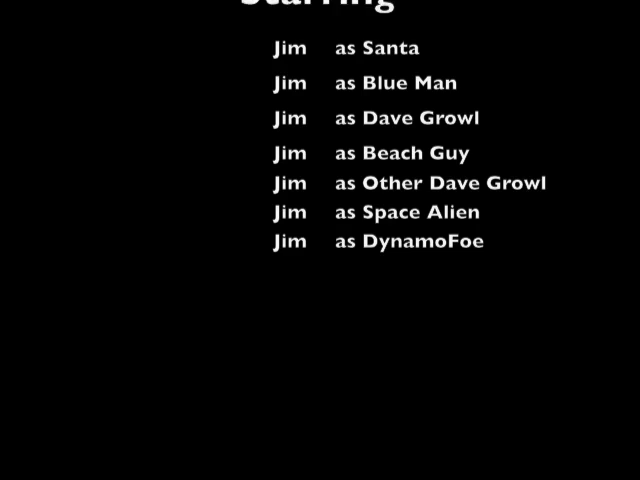 Starring
Jim as Santa
Jim as Blue Man
Jim as Dave Growl
Jim as Beach Guy
Jim as Other Dave Growl
Jim as Space Alien
Jim as DynamoFoe